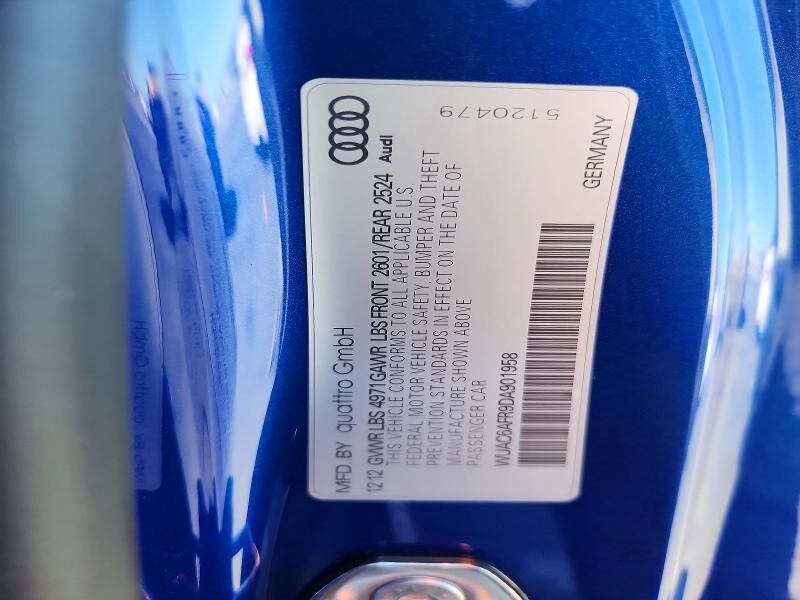 MFD. BY quattro GmbH
12 12 GVWR LBS 4971 GAWR LBS FRONT 2601/REAR 2524
Audi
THIS VEHICLE CONFORMS TO ALL APPLICABLE U.S.
FEDERAL MOTOR VEHICLE SAFETY, BUMPER AND THEFT
PREVENTION STANDARDS IN EFFECT ON THE DATE OF
MANUFACTURE SHOWN ABOVE
PASSENGER CAR
WUAC6AFR9DA901958
5120479
GERMANY